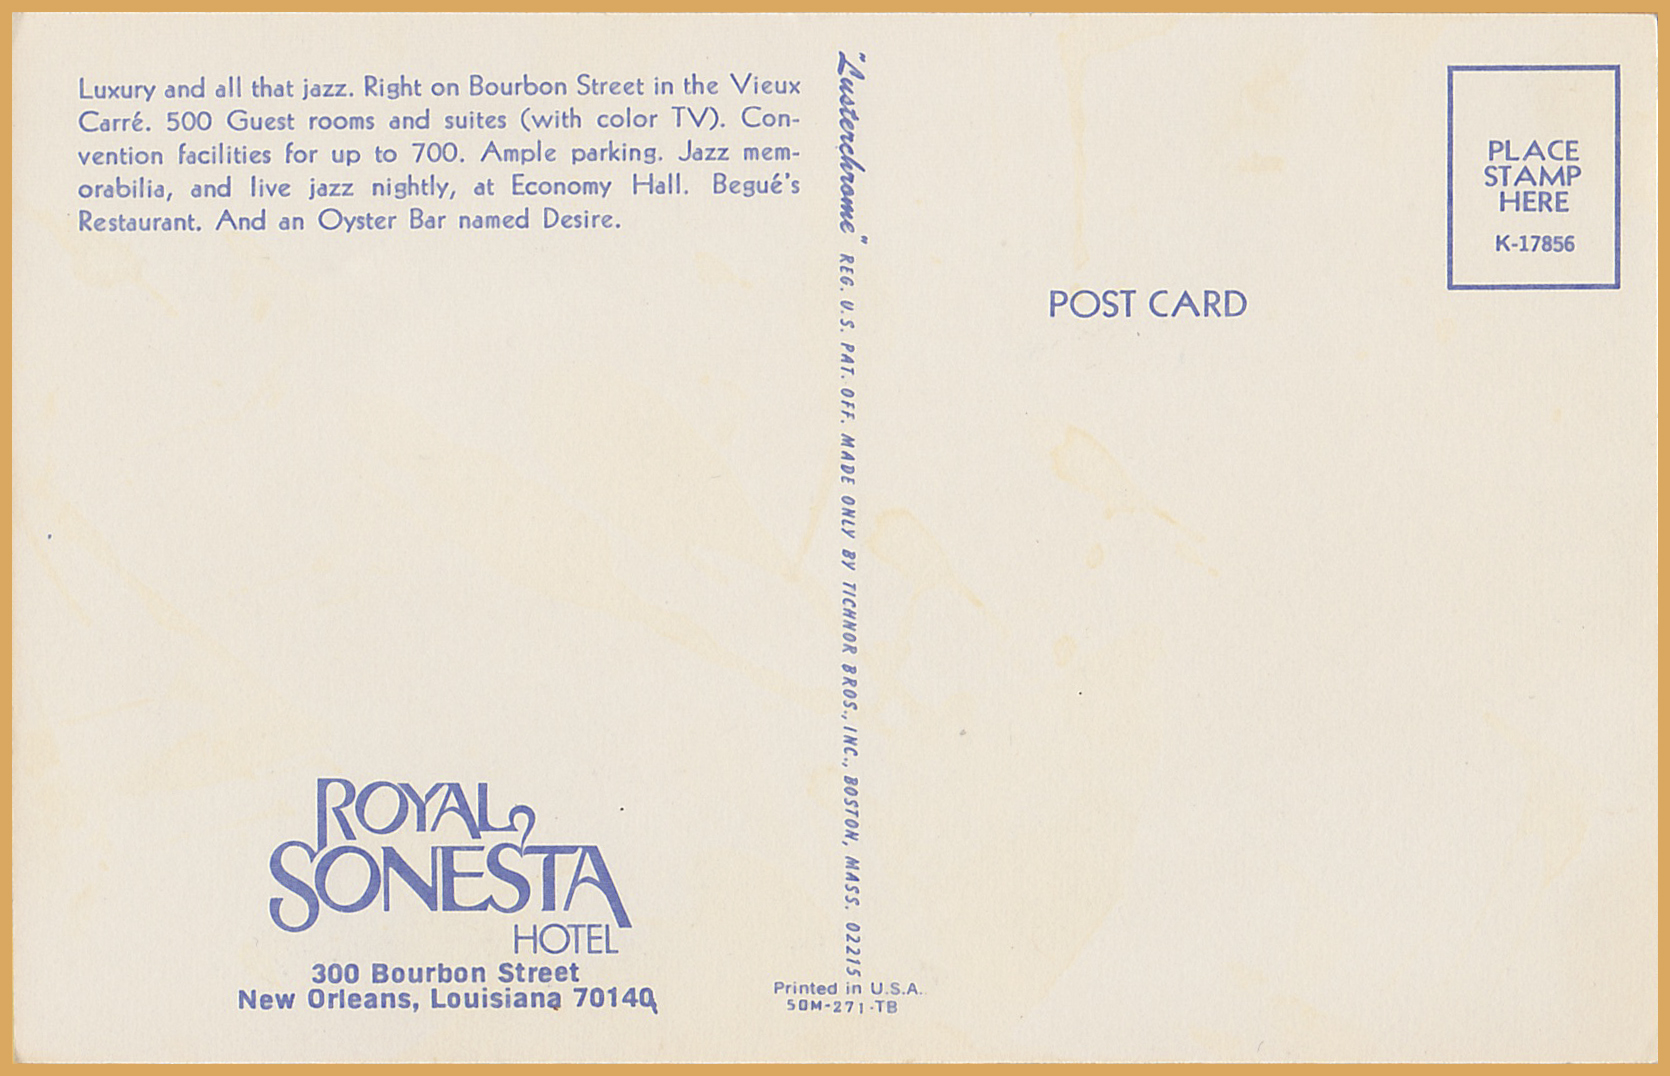 Luxury and all that jazz. Right on Bourbon Street in the Vieux
Carré. 500 Guest rooms and suites (with color TV). Con-
vention facilities for up to 700. Ample parking. Jazz mem-
orabilia, and live jazz nightly, at Economy Hall. Begué's
Restaurant. And an Oyster Bar named Desire.
ROYAL
SONESTA
HOTEL
300 Bourbon Street
New Orleans, Louisiana 70140
"Lusterchrome" REG. U.S. PAT. OFF. MADE ONLY BY TICHNOR BROS., INC., BOSTON, MASS. 02215
Printed in U.S.A.
50M-271-TB
POST CARD
PLACE
STAMP
HERE
K-17856